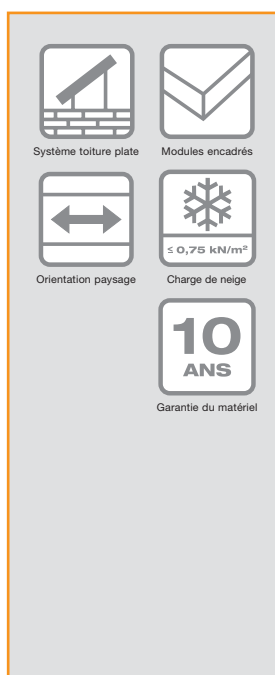 Système toiture plate
Modules encadrés
≤ 0,75 kN/m²
Orientation paysage
Charge de neige
10
ANS
Garantie du matériel